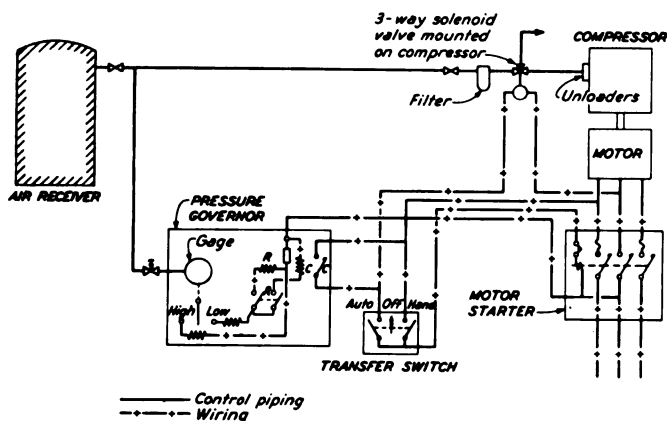 3-way solenoid
valve mounted
on compressor
COMPRESSOR
Filter
Unloaders
MOTOR
AIR RECEIVER
PRESSURE
GOVERNOR
Gage
R
R
C
C
High
Low
Auto Off Hand
TRANSFER SWITCH
MOTOR
STARTER
Control piping
Wiring